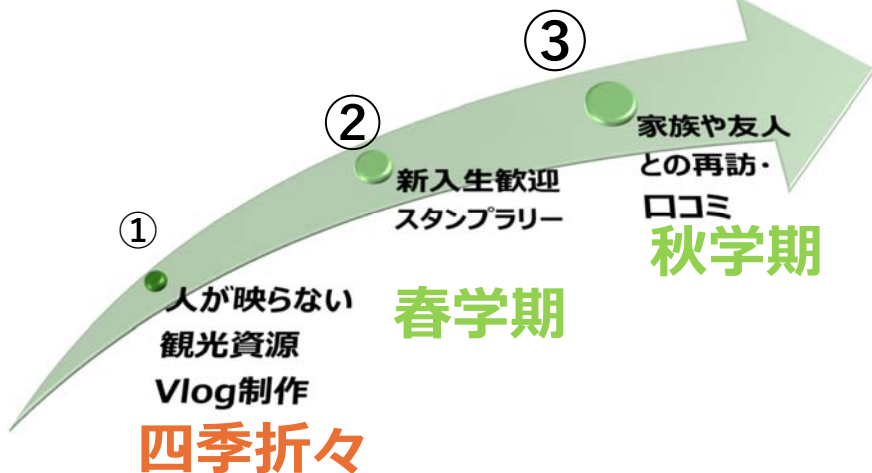 ①
人が映らない
観光資源
Vlog制作
四季折々
②
新入生歓迎
スタンプラリー
春学期
③
家族や友人
との再訪・
口コミ
秋学期